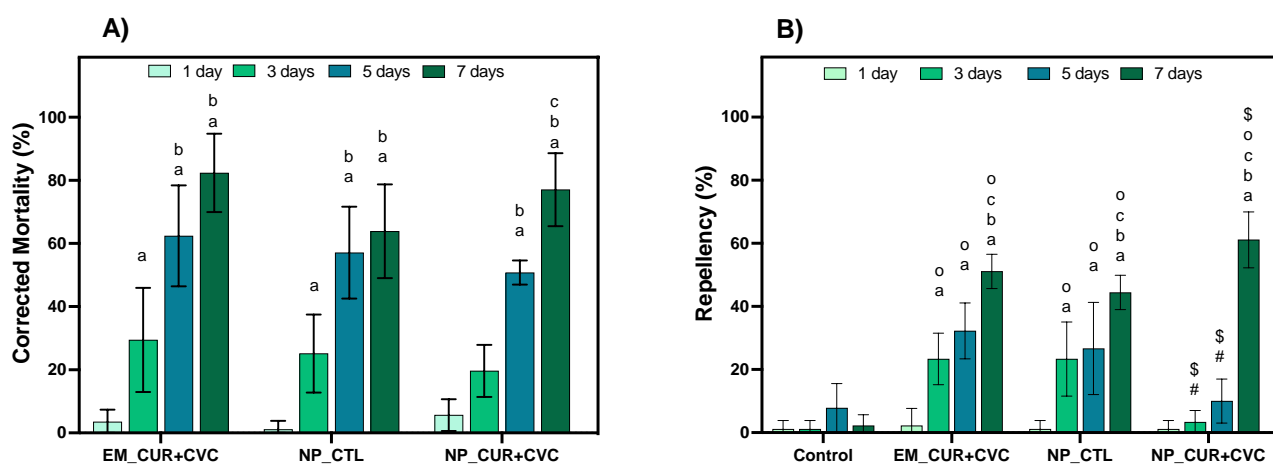 A)
1 day 3 days 5 days 7 days
Corrected Mortality (%)
100
80
60
40
20
0
a
b
a
b
a
a
b
a
b
a
b
a
c
b
a
EM_CUR+CVC NP_CTL NP_CUR+CVC
B)
1 day 3 days 5 days 7 days
Repellency (%)
100
80
60
40
20
0
o
a
o
a
o
c
b
a
o
a
o
a
o
c
b
a
$
#
$
#
$
o
c
b
a
Control EM_CUR+CVC NP_CTL NP_CUR+CVC